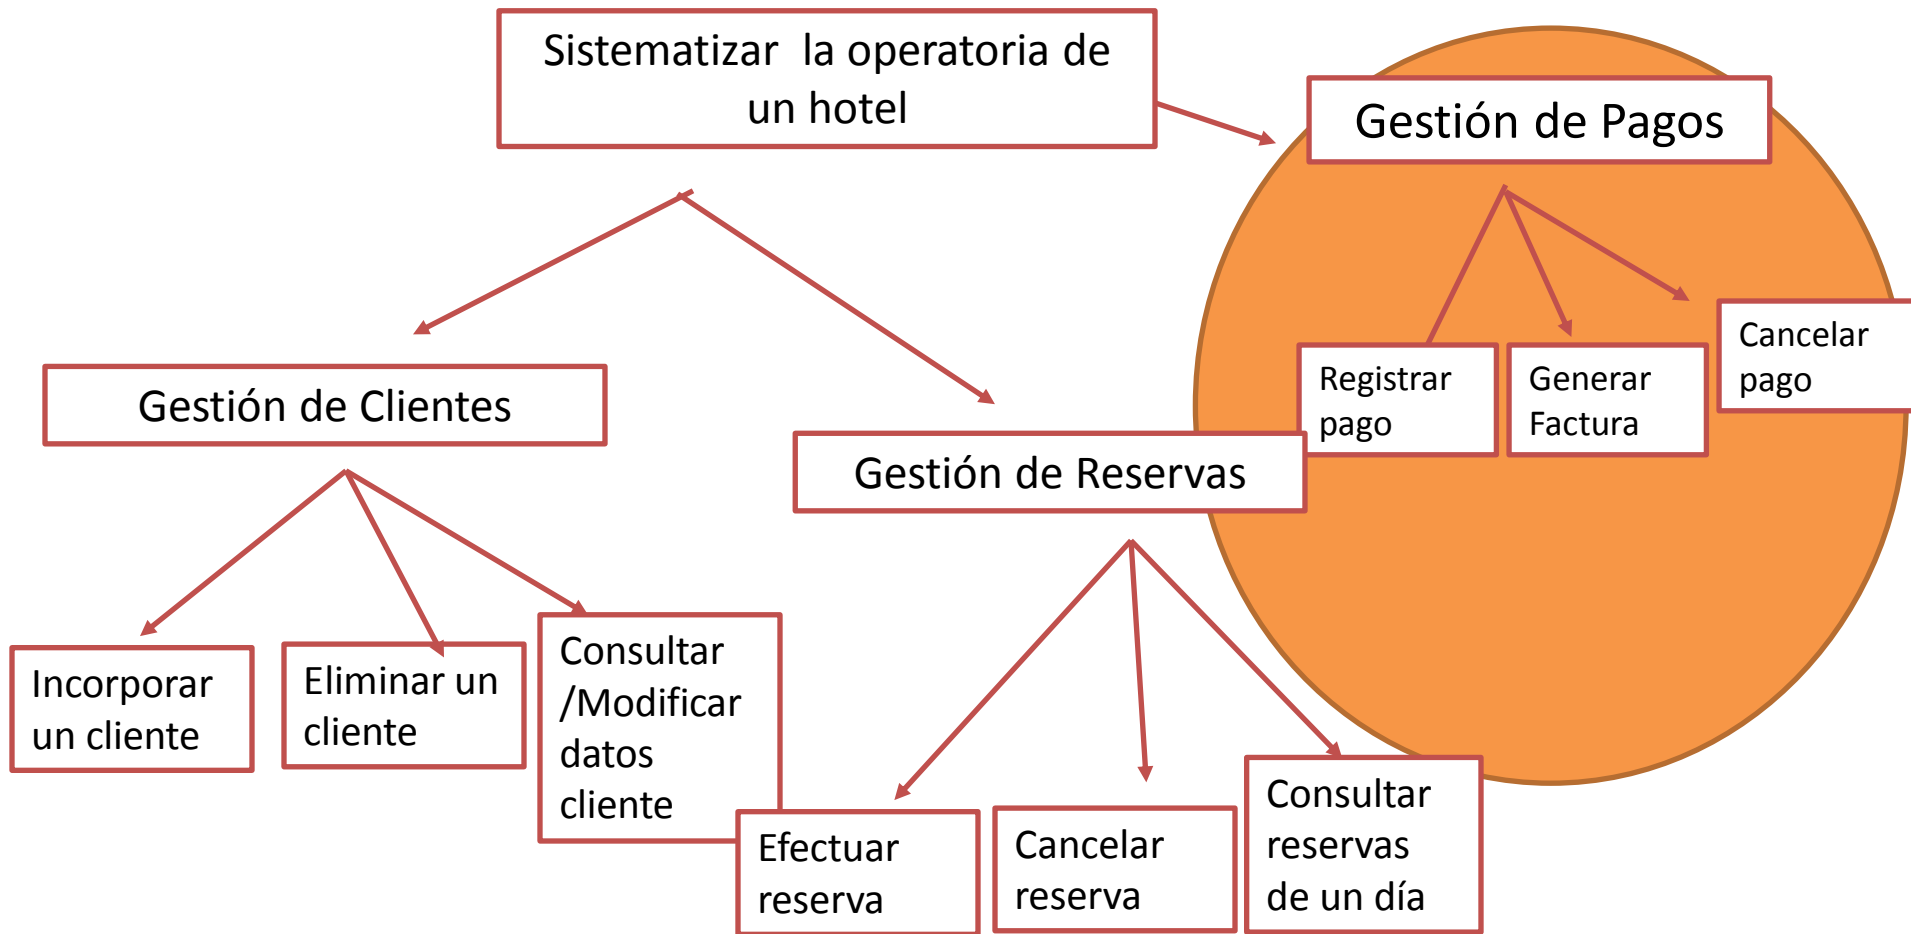 Sistematizar la operatoria de
un hotel
Gestión de Pagos
Registrar
pago
Generar
Factura
Cancelar
pago
Gestión de Clientes
Gestión de Reservas
Incorporar
un cliente
Eliminar un
cliente
Consultar
/Modificar
datos
cliente
Efectuar
reserva
Cancelar
reserva
Consultar
reservas
de un día